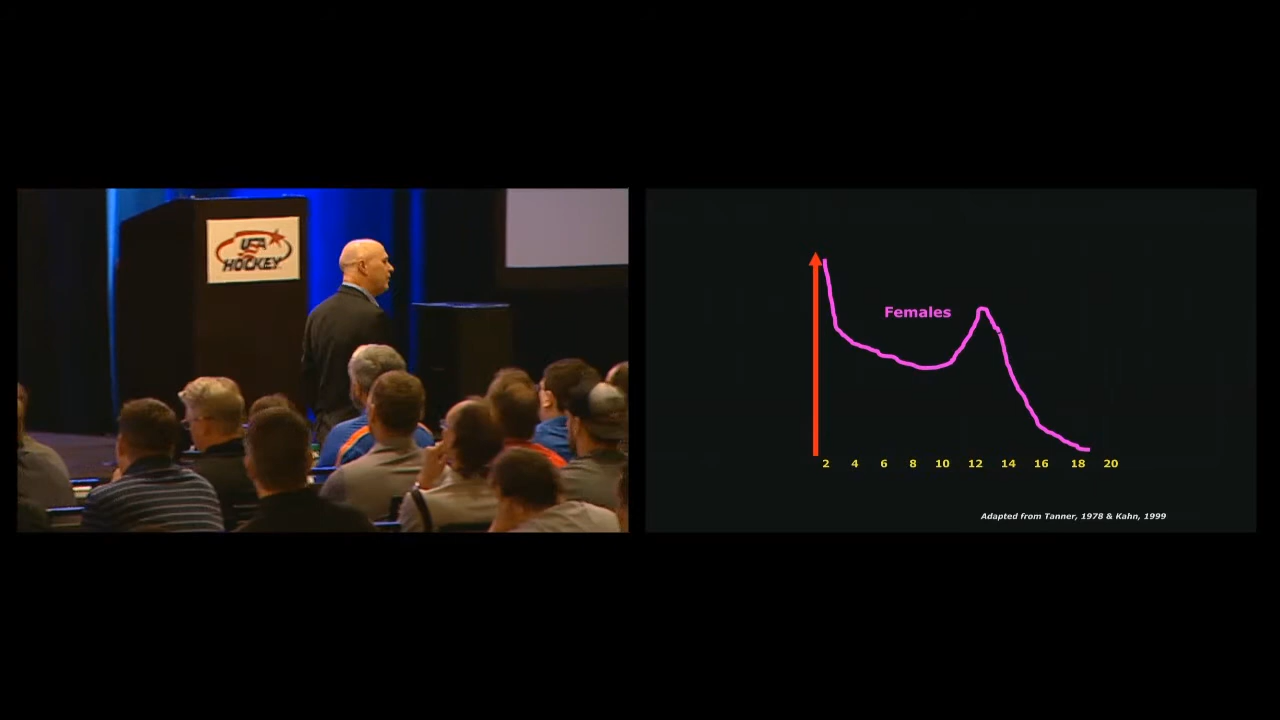 USA
HOCKEY
Females
2 4 6 8 10 12 14 16 18 20
Adapted from Tanner, 1978 & Kahn, 1999